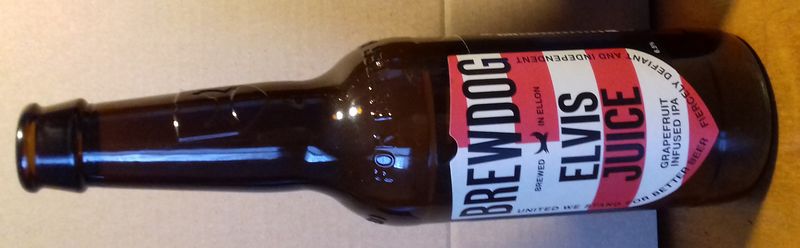 BREWDOG
BREWED IN ELLON
ELVIS
JUICE
GRAPEFRUIT
INFUSED IPA
UNITED WE STAND FOR BETTER BEER
FIERCELY DEFIANT AND INDEPENDENT